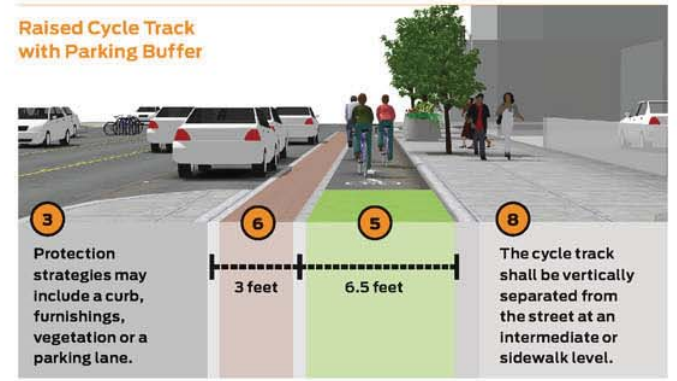 Raised Cycle Track
with Parking Buffer
3
Protection
strategies may
include a curb,
furnishings,
vegetation or a
parking lane.
6
3 feet
5
6.5 feet
8
The cycle track
shall be vertically
separated from
the street at an
intermediate or
sidewalk level.